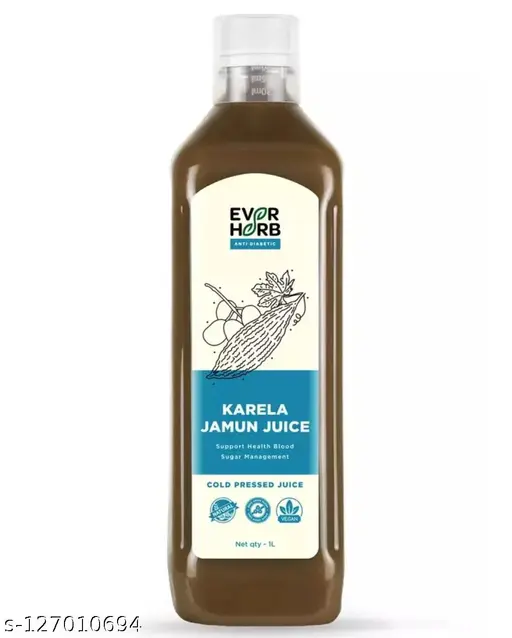 EVER
HERB
ANTI DIABETIC
KARELA
JAMUN JUICE
Support Health Blood
Sugar Management
COLD PRESSED JUICE
NATURAL
VEGAN
Net qty - 1L
s-127010694